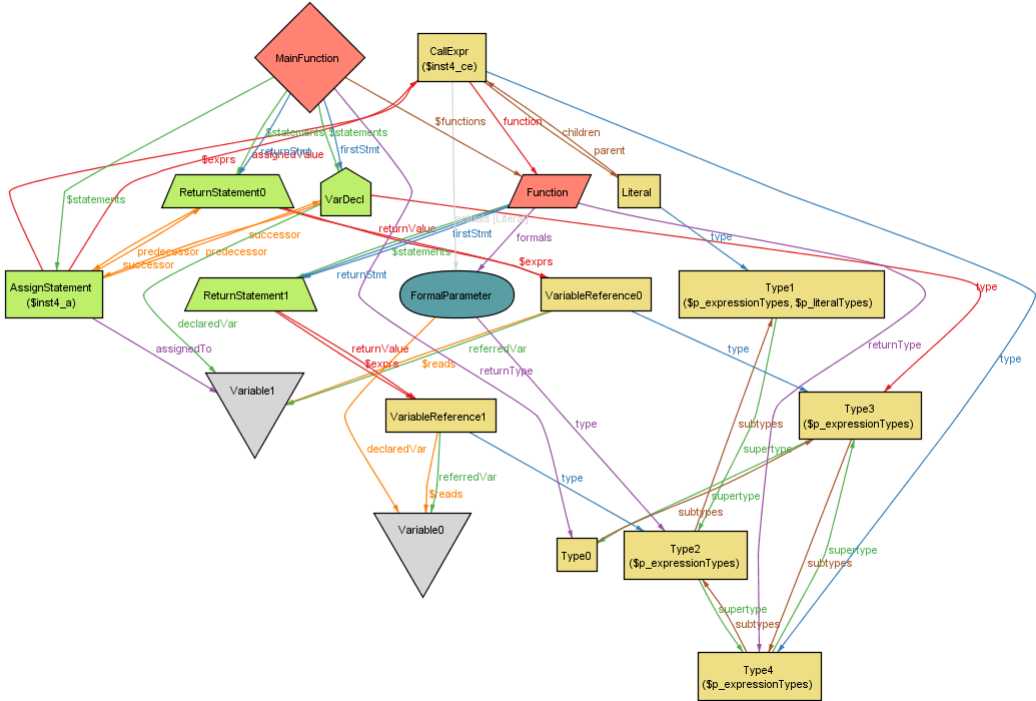 MainFunction
CallExpr
($inst4_ce)
$functions
function
children
parent
$statements
$statements
returnStmt
firstStmt
$exprs
assignedValue
$statements
ReturnStatement0
VarDecl
Function
Literal
returnValue
firstStmt
$statements
formals
type
successor
predecessor
predecessor
successor
returnStmt
$exprs
type
AssignStatement
($inst4_a)
ReturnStatement1
FormalParameter
VariableReference0
Type1
($p_expressionTypes, $p_literalTypes)
declaredVar
assignedTo
returnValue
referredVar
$exprs
$reads
returnType
type
returnType
type
Variable1
VariableReference1
Type3
($p_expressionTypes)
subtypes
type
declaredVar
supertype
referredVar
type
$reads
supertype
subtypes
Variable0
Type0
Type2
($p_expressionTypes)
supertype
subtypes
supertype
subtypes
Type4
($p_expressionTypes)